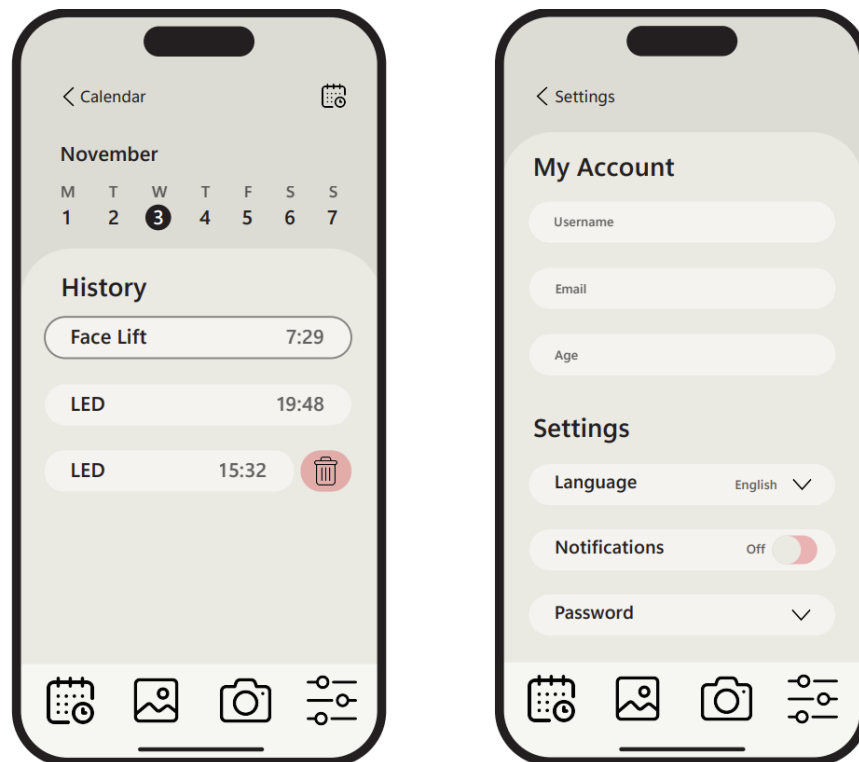 Calendar
November
M T W T F S S
1 2 3 4 5 6 7
History
Face Lift 7:29
LED 19:48
LED 15:32
Settings
My Account
Username
Email
Age
Settings
Language English
Notifications Off
Password